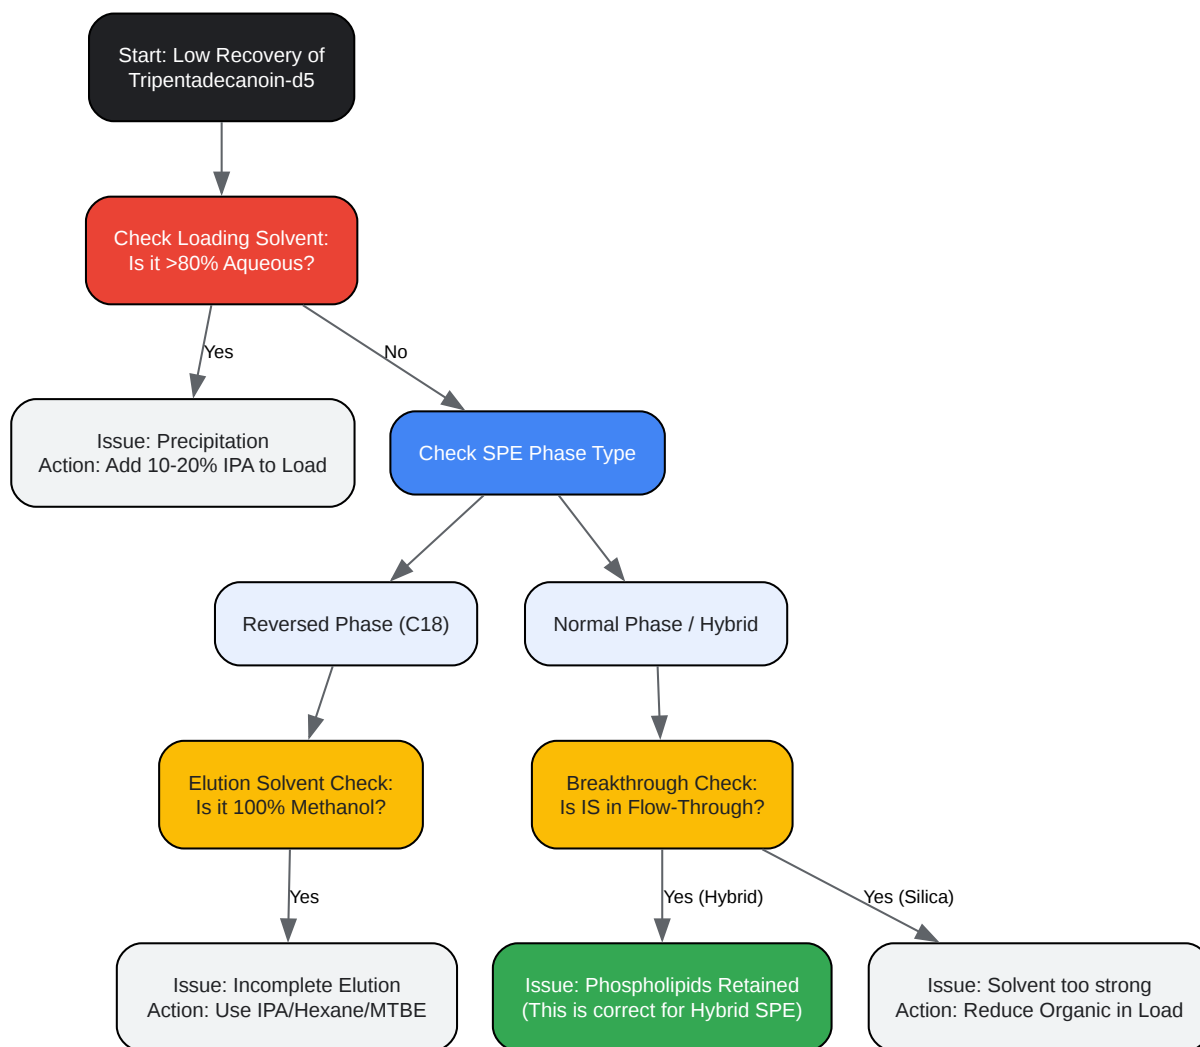 Start: Low Recovery of
Tripentadecanoin-d5
Check Loading Solvent:
Is it >80% Aqueous?
Yes
No
Issue: Precipitation
Action: Add 10-20% IPA to Load
Check SPE Phase Type
Reversed Phase (C18)
Normal Phase / Hybrid
Elution Solvent Check:
Is it 100% Methanol?
Breakthrough Check:
Is IS in Flow-Through?
Yes
Yes (Hybrid)
Yes (Silica)
Issue: Incomplete Elution
Action: Use IPA/Hexane/MTBE
Issue: Phospholipids Retained
(This is correct for Hybrid SPE)
Issue: Solvent too strong
Action: Reduce Organic in Load